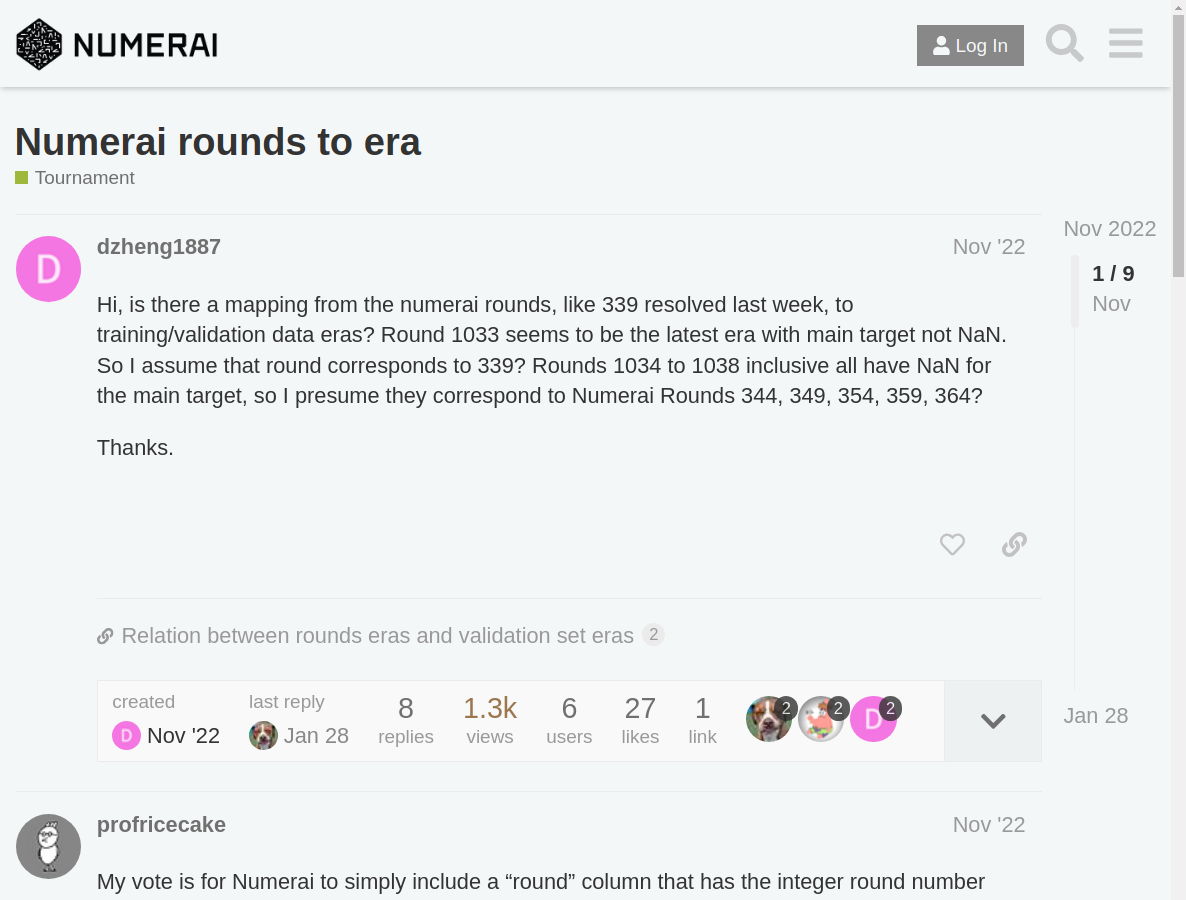 NUMERAI
Log In
Numerai rounds to era
Tournament
dzheng1887
Nov '22
Hi, is there a mapping from the numerai rounds, like 339 resolved last week, to
training/validation data eras? Round 1033 seems to be the latest era with main target not NaN.
So I assume that round corresponds to 339? Rounds 1034 to 1038 inclusive all have NaN for
the main target, so I presume they correspond to Numerai Rounds 344, 349, 354, 359, 364?
Thanks.
Nov 2022
1 / 9
Nov
Jan 28
Relation between rounds eras and validation set eras 2
created
D Nov '22
last reply
Jan 28
8
replies
1.3k
views
6
users
27
likes
1
link
2
2
D 2
profricecake
Nov '22
My vote is for Numerai to simply include a “round” column that has the integer round number